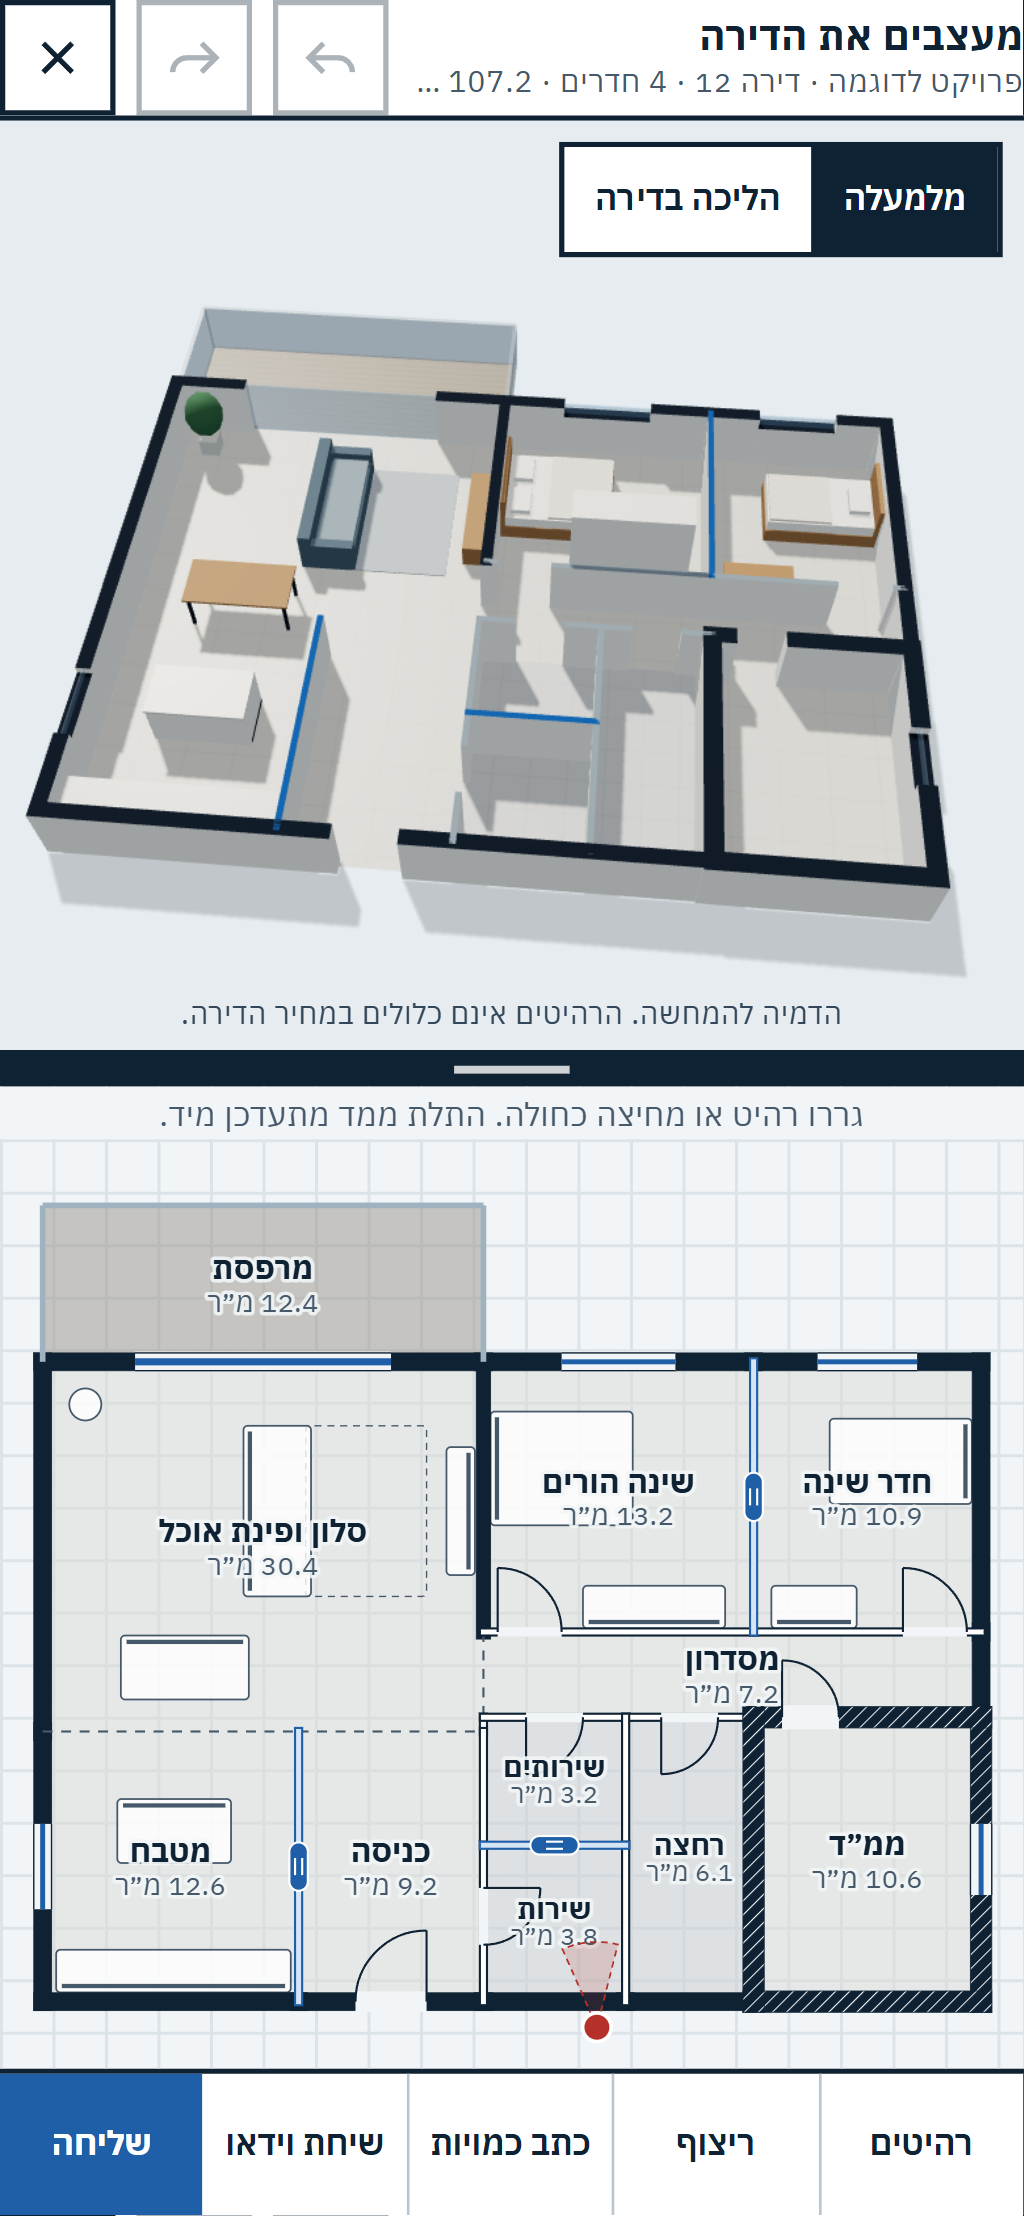 מעצבים את הדירה
פרויקט לדוגמה · דירה 12 · 4 חדרים · 107.2 ...
מלמעלה
הליכה בדירה
הדמיה להמחשה. הרהיטים אינם כלולים במחיר הדירה.
גררו רהיט או מחיצה כחולה. התלת ממד מתעדכן מיד.
מרפסת
12.4 מ״ר
חדר שינה
10.9 מ״ר
שינה הורים
13.2 מ״ר
סלון ופינת אוכל
30.4 מ״ר
מסדרון
7.2 מ״ר
שירותים
3.2 מ״ר
ממ״ד
10.6 מ״ר
רחצה
6.1 מ״ר
כניסה
9.2 מ״ר
מטבח
12.6 מ״ר
שירות
3.8 מ״ר
רהיטים
ריצוף
כתב כמויות
שיחת וידאו
שליחה